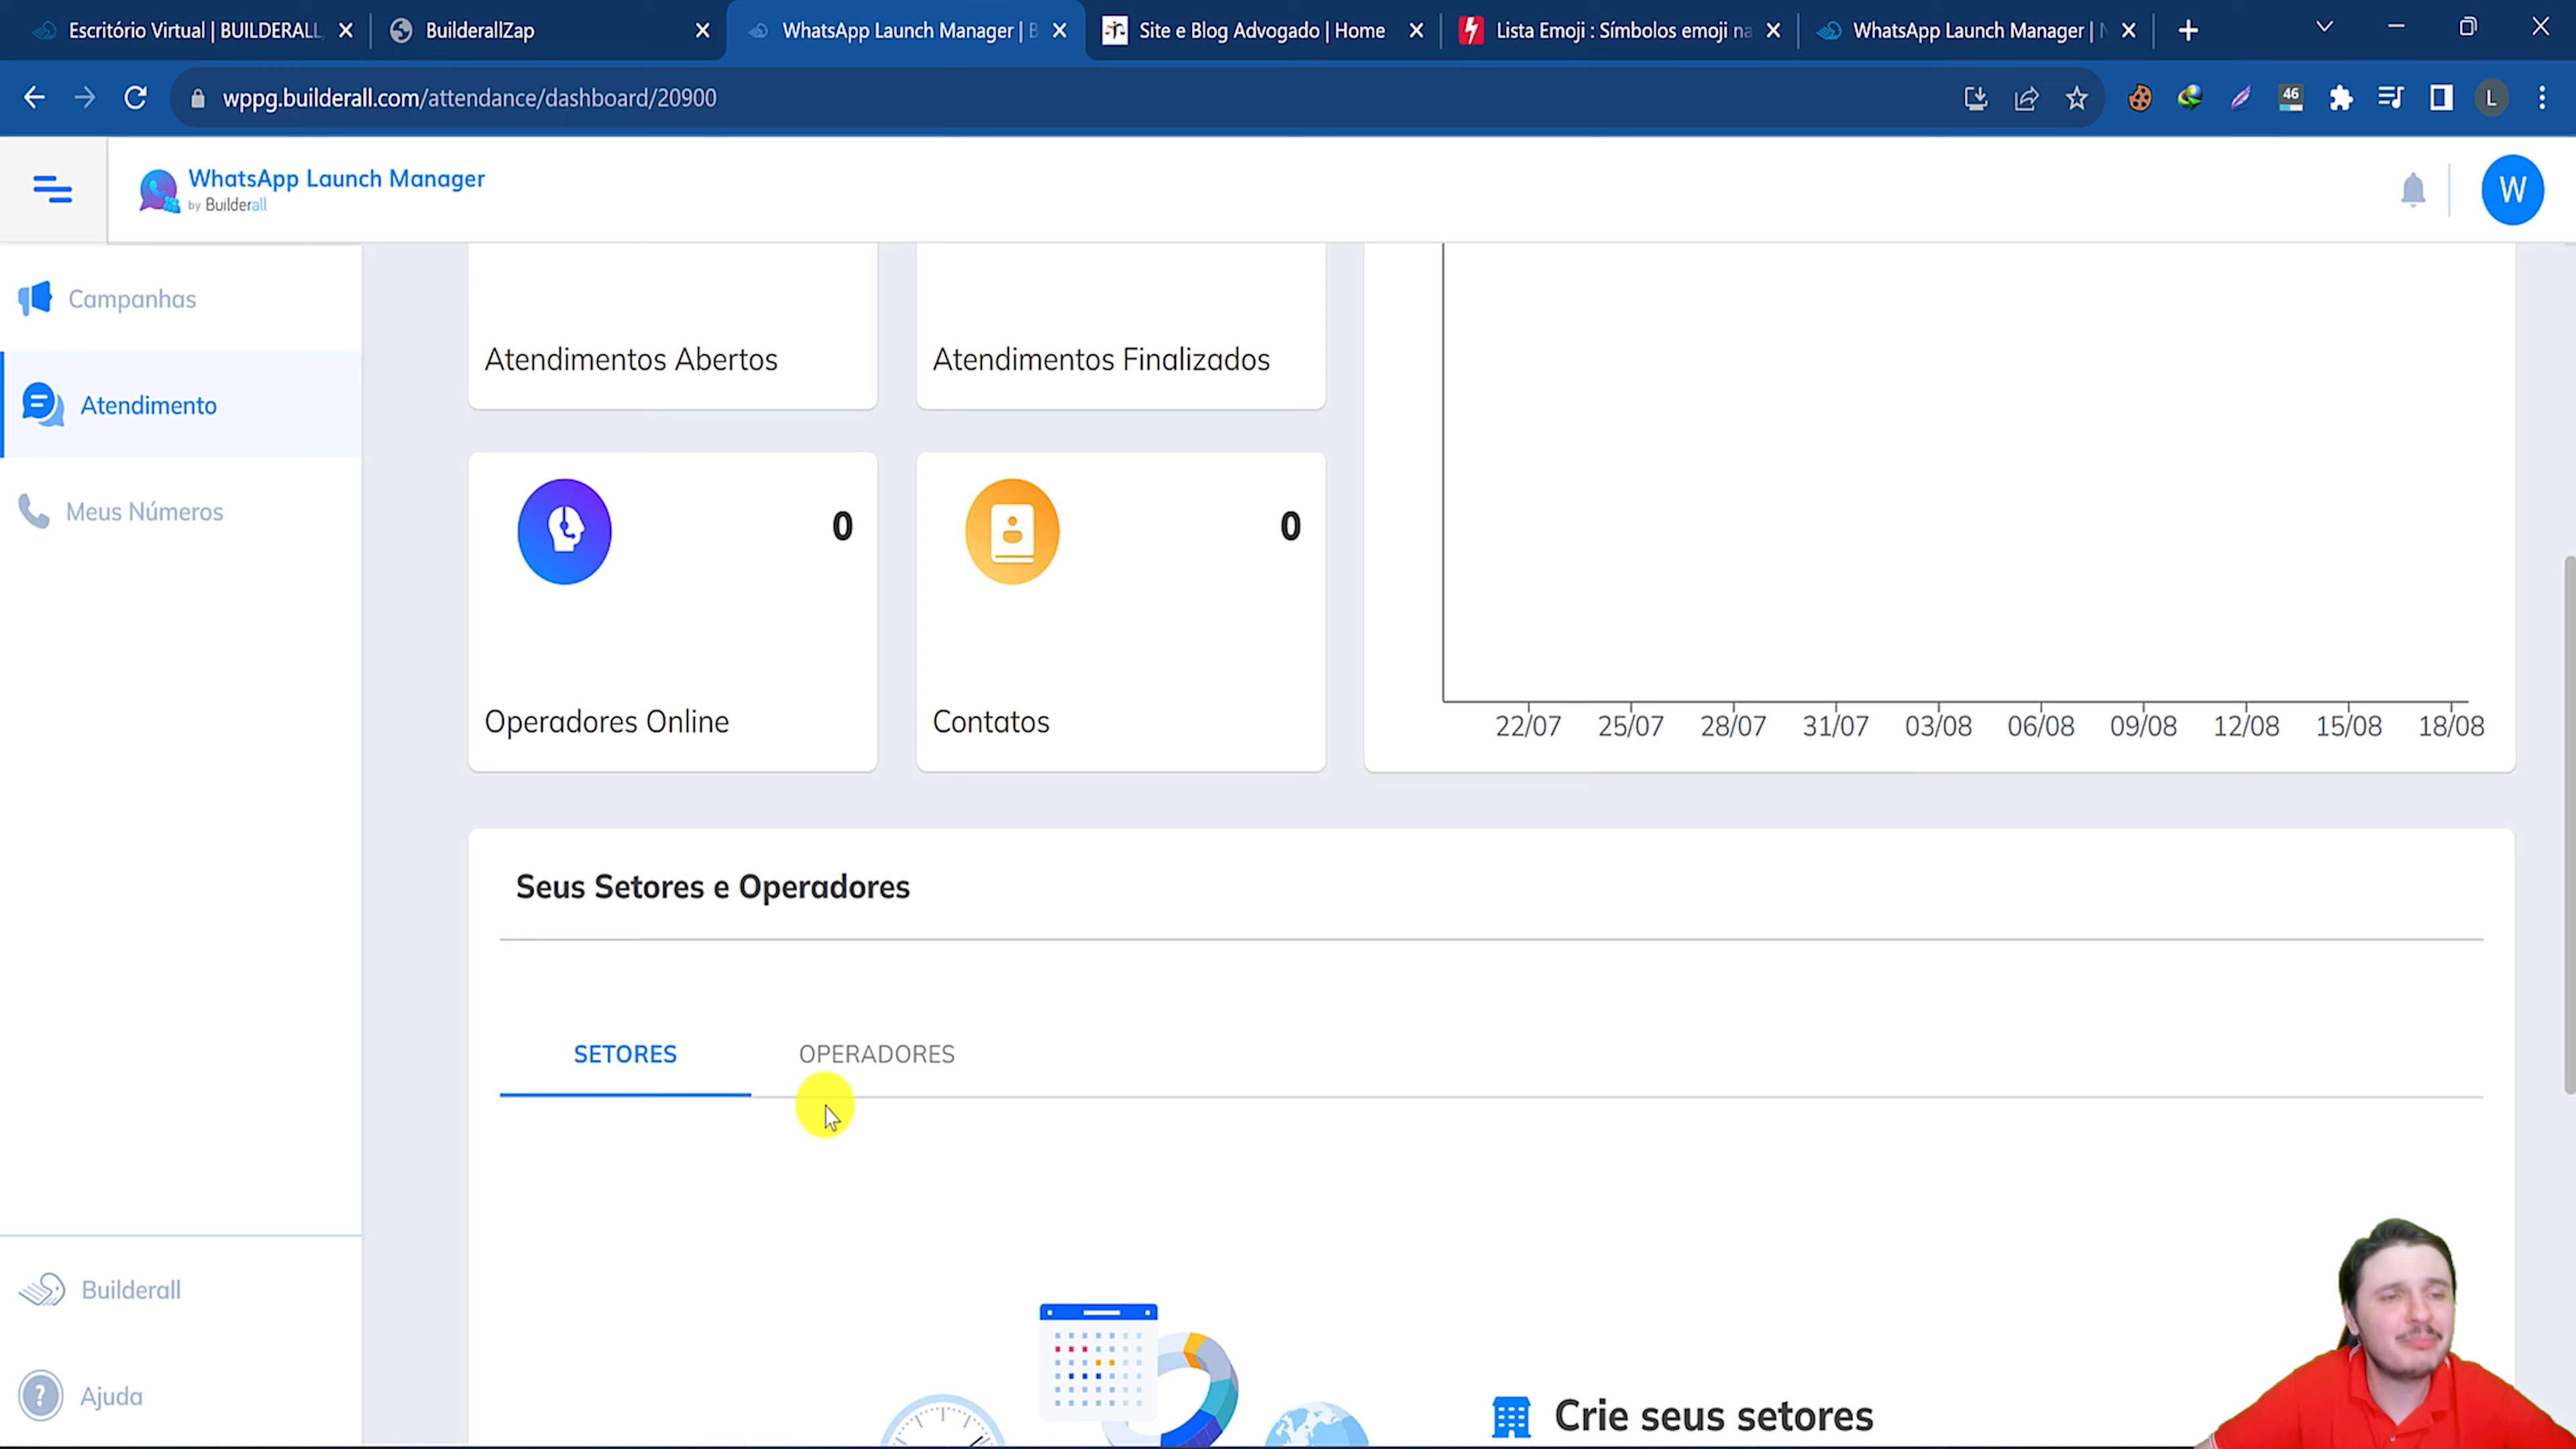 Escritório Virtual | BUILDERALL
BuilderallZap
WhatsApp Launch Manager | B
Site e Blog Advogado | Home
Lista Emoji : Símbolos emoji na
WhatsApp Launch Manager | N
wppg.builderall.com/attendance/dashboard/20900
46
L
WhatsApp Launch Manager
by Builderall
W
Campanhas
Atendimento
Meus Números
Atendimentos Abertos
Atendimentos Finalizados
0
0
Operadores Online
Contatos
22/07 25/07 28/07 31/07 03/08 06/08 09/08 12/08 15/08 18/08
Seus Setores e Operadores
SETORES
OPERADORES
Crie seus setores
Builderall
? Ajuda